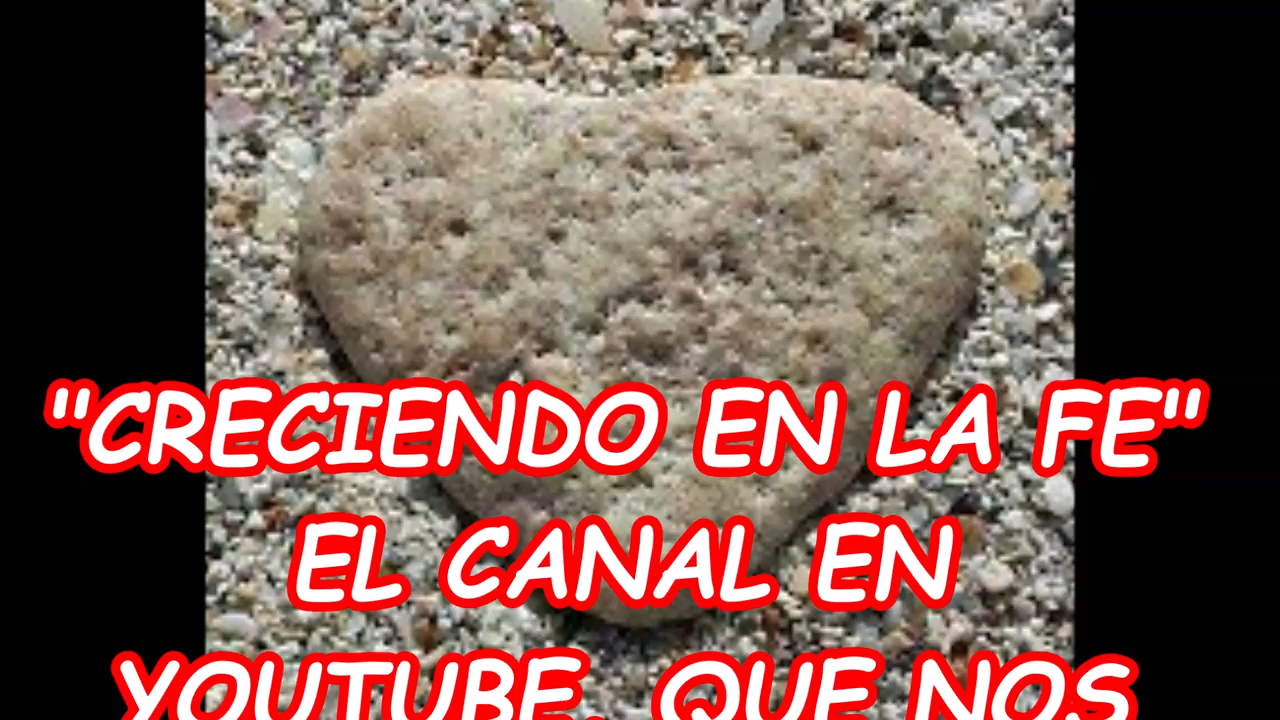 "CRECIENDO EN LA FE"
EL CANAL EN
YOUTUBE, QUE NOS